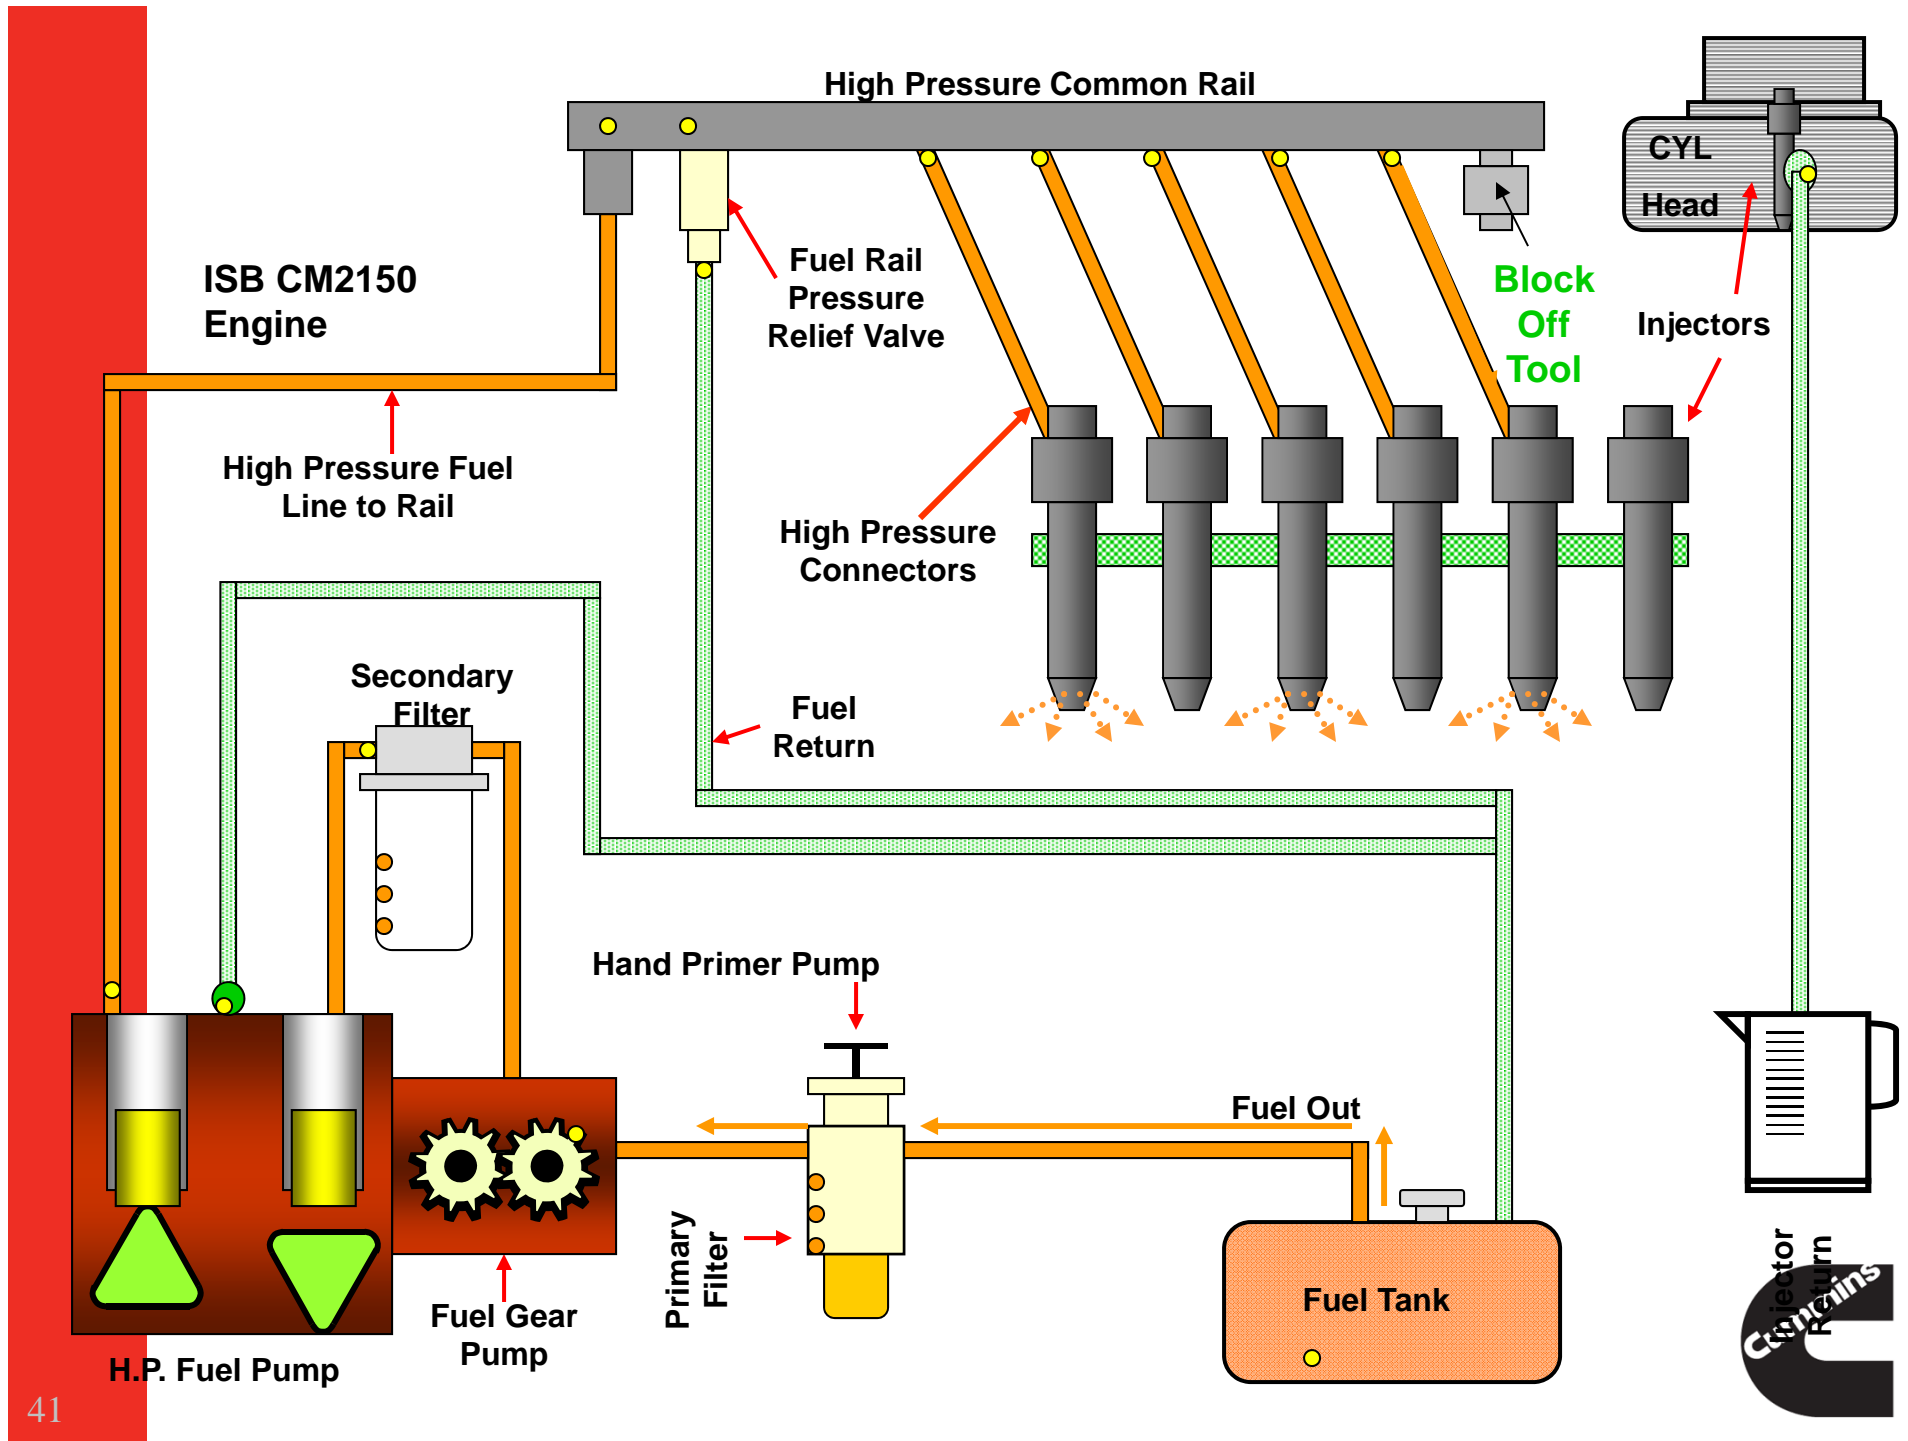 High Pressure Common Rail
CYL
Head
ISB CM2150
Engine
Fuel Rail
Pressure
Relief Valve
Block
Off
Tool
Injectors
High Pressure Fuel
Line to Rail
High Pressure
Connectors
Secondary
Filter
Fuel
Return
Hand Primer Pump
Fuel Out
Primary
Filter
Fuel Gear
Pump
Fuel Tank
Injector
Return
Cummins
H.P. Fuel Pump
41